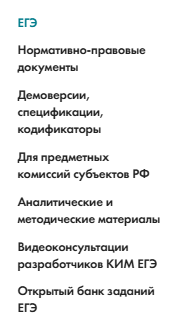 ЕГЭ
Нормативно-правовые
документы
Демоверсии,
спецификации,
кодификаторы
Для предметных
комиссий субъектов РФ
Аналитические и
методические материалы
Видеоконсультации
разработчиков КИМ ЕГЭ
Открытый банк заданий
ЕГЭ